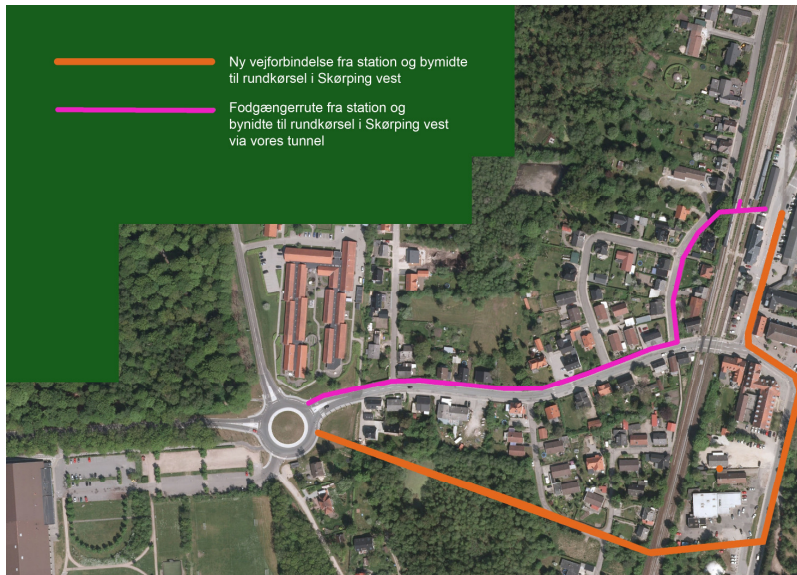 Ny vejforbindelse fra station og bymidte
til rundkørsel i Skørping vest
Fodgængerrute fra station og
bynidte til rundkørsel i Skørping vest
via vores tunnel